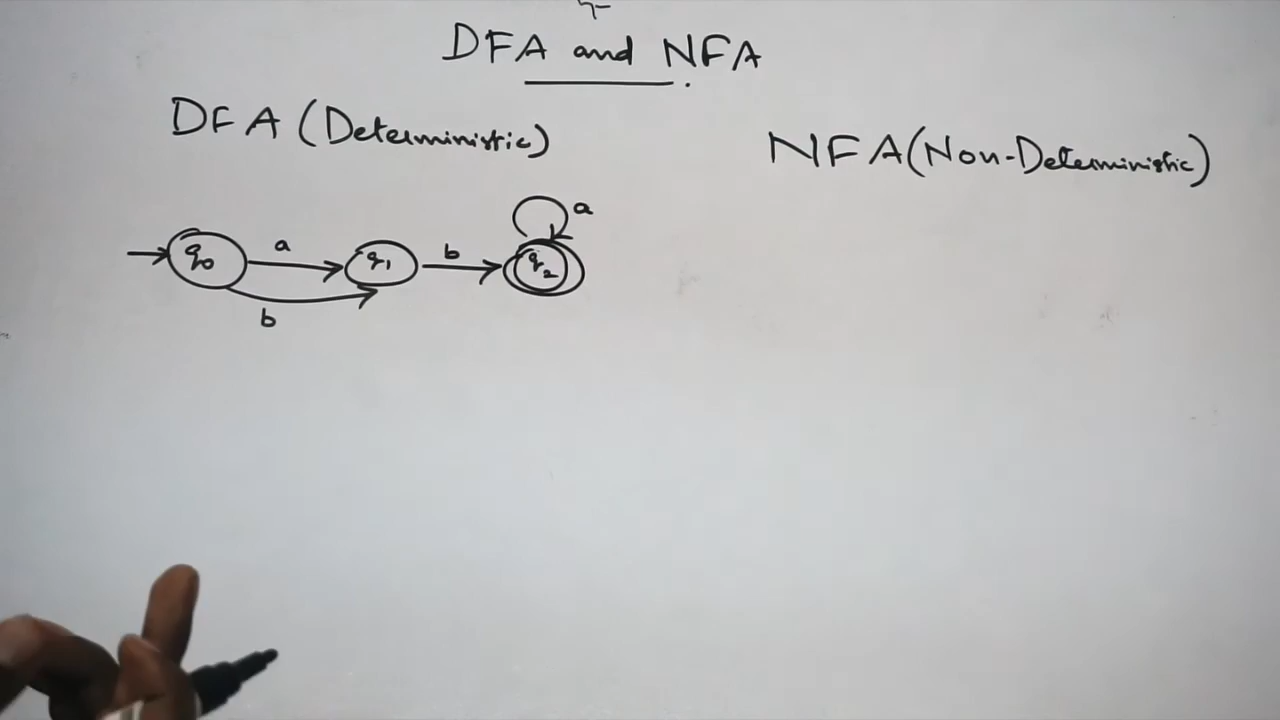 DFA and NFA
DFA (Deterministic)
NFA (Non-Deterministic)
a
q0 a q1 b q2
b